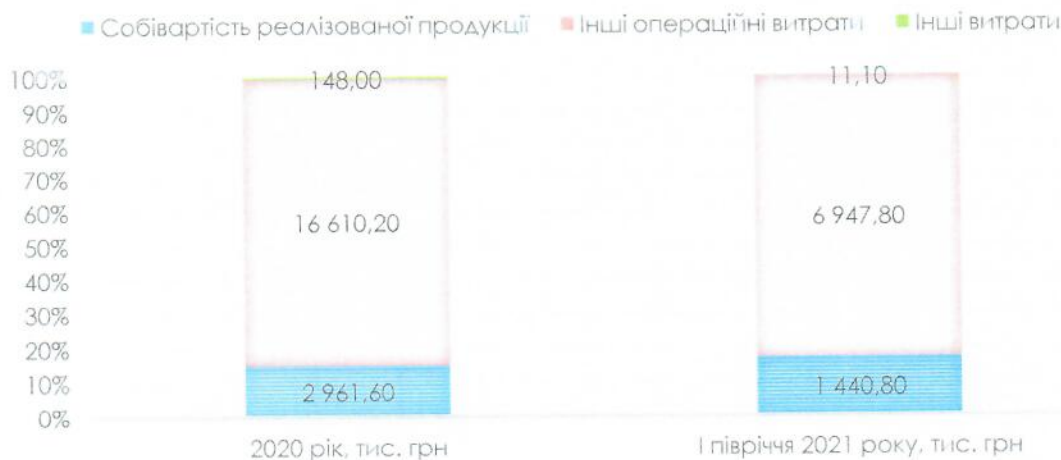 Собівартість реалізованої продукції Інші операційні витрати Інші витрати
100% 148,00 11,10
90%
80%
70%
60% 16 610,20 6 947,80
50%
40%
30%
20%
10% 2 961,60 1 440,80
0%
2020 рік, тис. грн І півріччя 2021 року, тис. грн